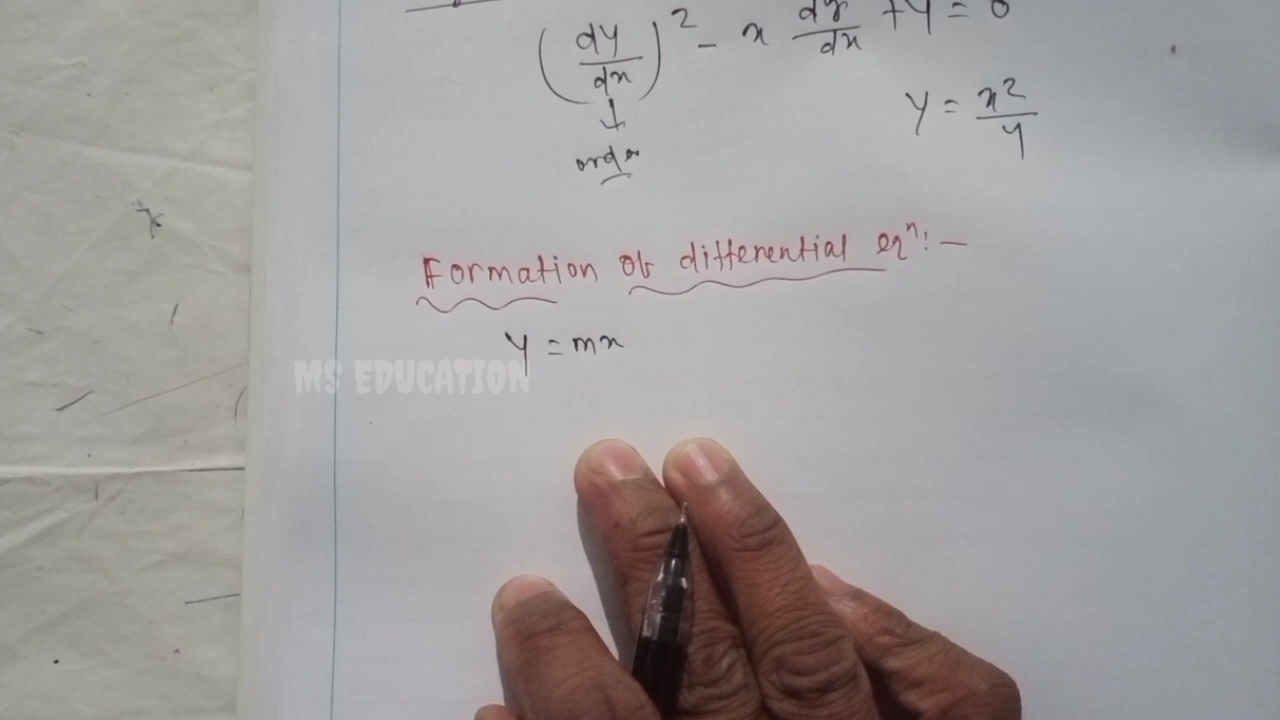 (dy/dx)² - x dy/dx + y = 0
y = x²/4
order
Formation of differential eqⁿ: -
y = mx
MS EDUCATION